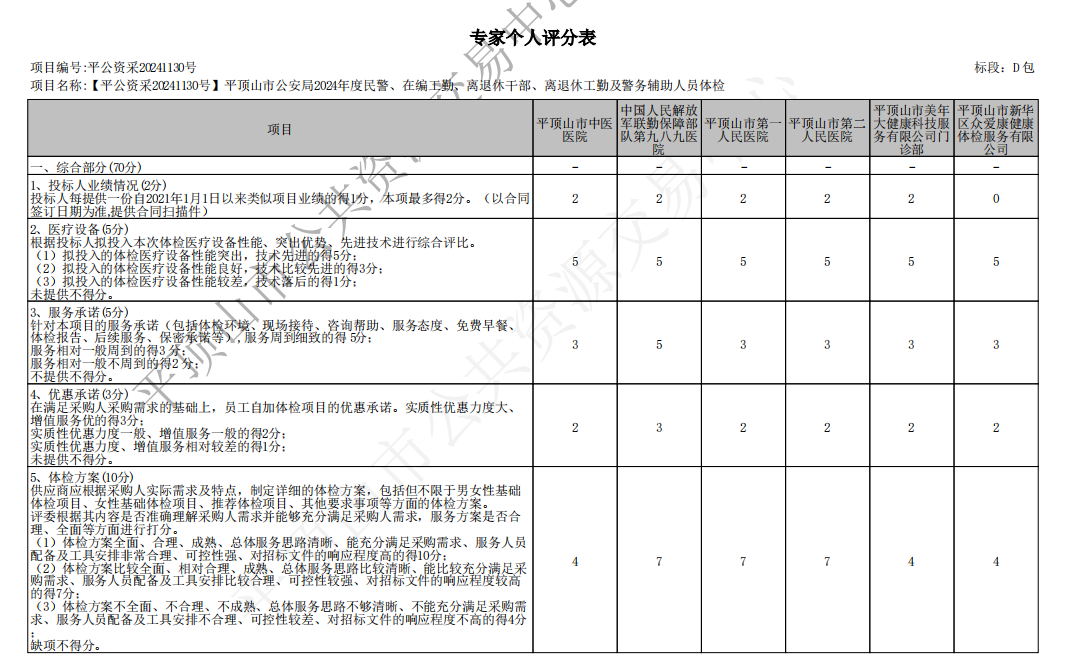 专家个人评分表
项目编号:平公资采20241130号
标段: D 包
项目名称:【平公资采20241130号】平顶山市公安局2024年度民警、在编工勤、离退休干部、离退休工勤及警务辅助人员体检
项目
平顶山市中医
医院
中国人民解放
军联勤保障部
队第九八九医
院
平顶山市第一
人民医院
平顶山市第二
人民医院
平顶山市美年
大健康科技服
务有限公司门
诊部
平顶山市新华
区众爱康健康
体检服务有限
公司
一、综合部分(70分)
- - - - - -
1、投标人业绩情况(2分)
投标人每提供一份自2021年1月1日以来类似项目业绩的得1分，本项最多得2分。（以合同
签订日期为准,提供合同扫描件）
2 2 2 2 2 0
2、医疗设备(5分)
根据投标人拟投入本次体检医疗设备性能、突出优势、先进技术进行综合评比。
（1）拟投入的体检医疗设备性能突出，技术先进的得5分；
（2）拟投入的体检医疗设备性能良好，技术比较先进的得3分；
（3）拟投入的体检医疗设备性能较差，技术落后的得1分；
未提供不得分。
5 5 5 5 5 5
3、服务承诺(5分)
针对本项目的服务承诺（包括体检环境、现场接待、咨询帮助、服务态度、免费早餐、
体检报告、后续服务、保密承诺等）,服务周到细致的得 5分；
服务相对一般周到的得3 分；
服务相对一般不周到的得2 分；
不提供不得分。
3 5 3 3 3 3
4、优惠承诺(3分)
在满足采购人采购需求的基础上，员工自加体检项目的优惠承诺。实质性优惠力度大、
增值服务优的得3分；
实质性优惠力度一般、增值服务一般的得2分；
实质性优惠力度、增值服务相对较差的得1分；
未提供不得分。
2 3 2 2 2 2
5、体检方案(10分)
供应商应根据采购人实际需求及特点，制定详细的体检方案，包括但不限于男女性基础
体检项目、女性基础体检项目、推荐体检项目、其他要求事项等方面的体检方案。
评委根据其内容是否准确理解采购人需求并能够充分满足采购人需求，服务方案是否合
理、全面等方面进行打分。
（1）体检方案全面、合理、成熟、总体服务思路清晰、能充分满足采购需求、服务人员
配备及工具安排非常合理、可控性强、对招标文件的响应程度高的得10分；
（2）体检方案比较全面、相对合理、成熟、总体服务思路比较清晰、能比较充分满足采
购需求、服务人员配备及工具安排比较合理、可控性较强、对招标文件的响应程度较高
的得7分；
（3）体检方案不全面、不合理、不成熟、总体服务思路不够清晰、不能充分满足采购需
求、服务人员配备及工具安排不合理、可控性较差、对招标文件的响应程度不高的得4分
；
缺项不得分。
4 7 7 7 4 4
平顶山市公共资源交易中心
平顶山市公共资源交易中心